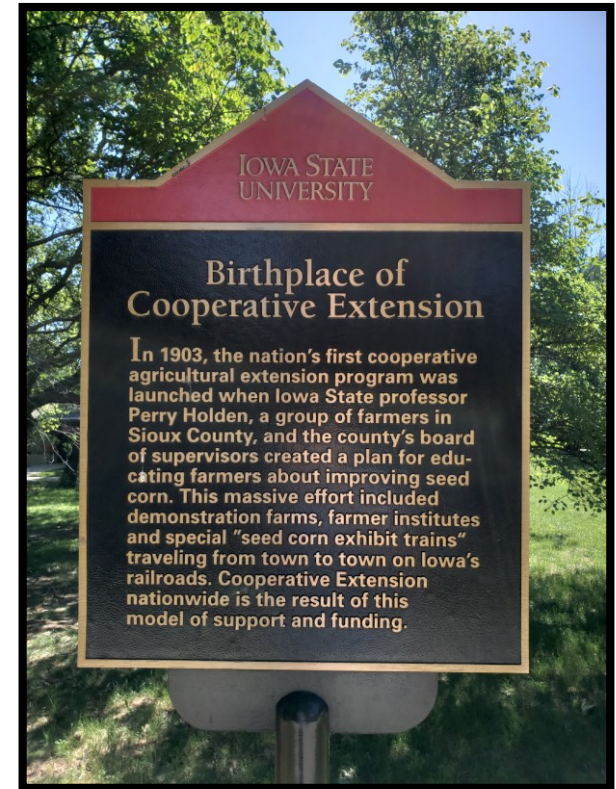 IOWA STATE
UNIVERSITY
Birthplace of
Cooperative Extension
In 1903, the nation's first cooperative
agricultural extension program was
launched when Iowa State professor
Perry Holden, a group of farmers in
Sioux County, and the county's board
of supervisors created a plan for edu-
cating farmers about improving seed
corn. This massive effort included
demonstration farms, farmer institutes
and special "seed corn exhibit trains"
traveling from town to town on Iowa's
railroads. Cooperative Extension
nationwide is the result of this
model of support and funding.